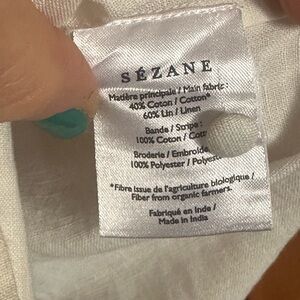 SÉZANE
Matière principale / Main fabric :
40% Coton / Cotton*
60% Lin / Linen
Bande / Stripe :
100% Coton / Cott
Broderie / Embroide
100% Polyester / Polyest
*Fibre issue de l'agriculture biologique /
Fiber from organic farmers.
Fabriqué en Inde /
Made in India